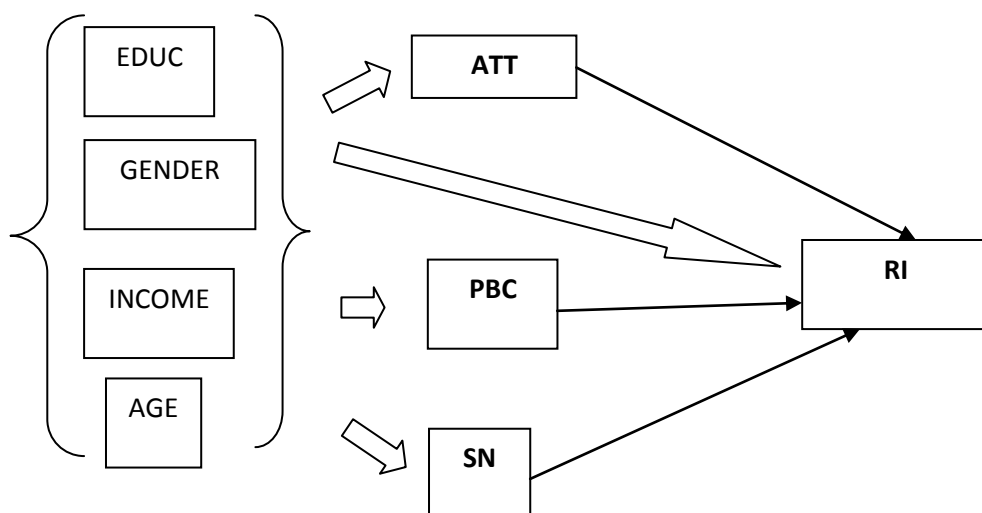 EDUC
GENDER
INCOME
AGE
ATT
PBC
SN
RI